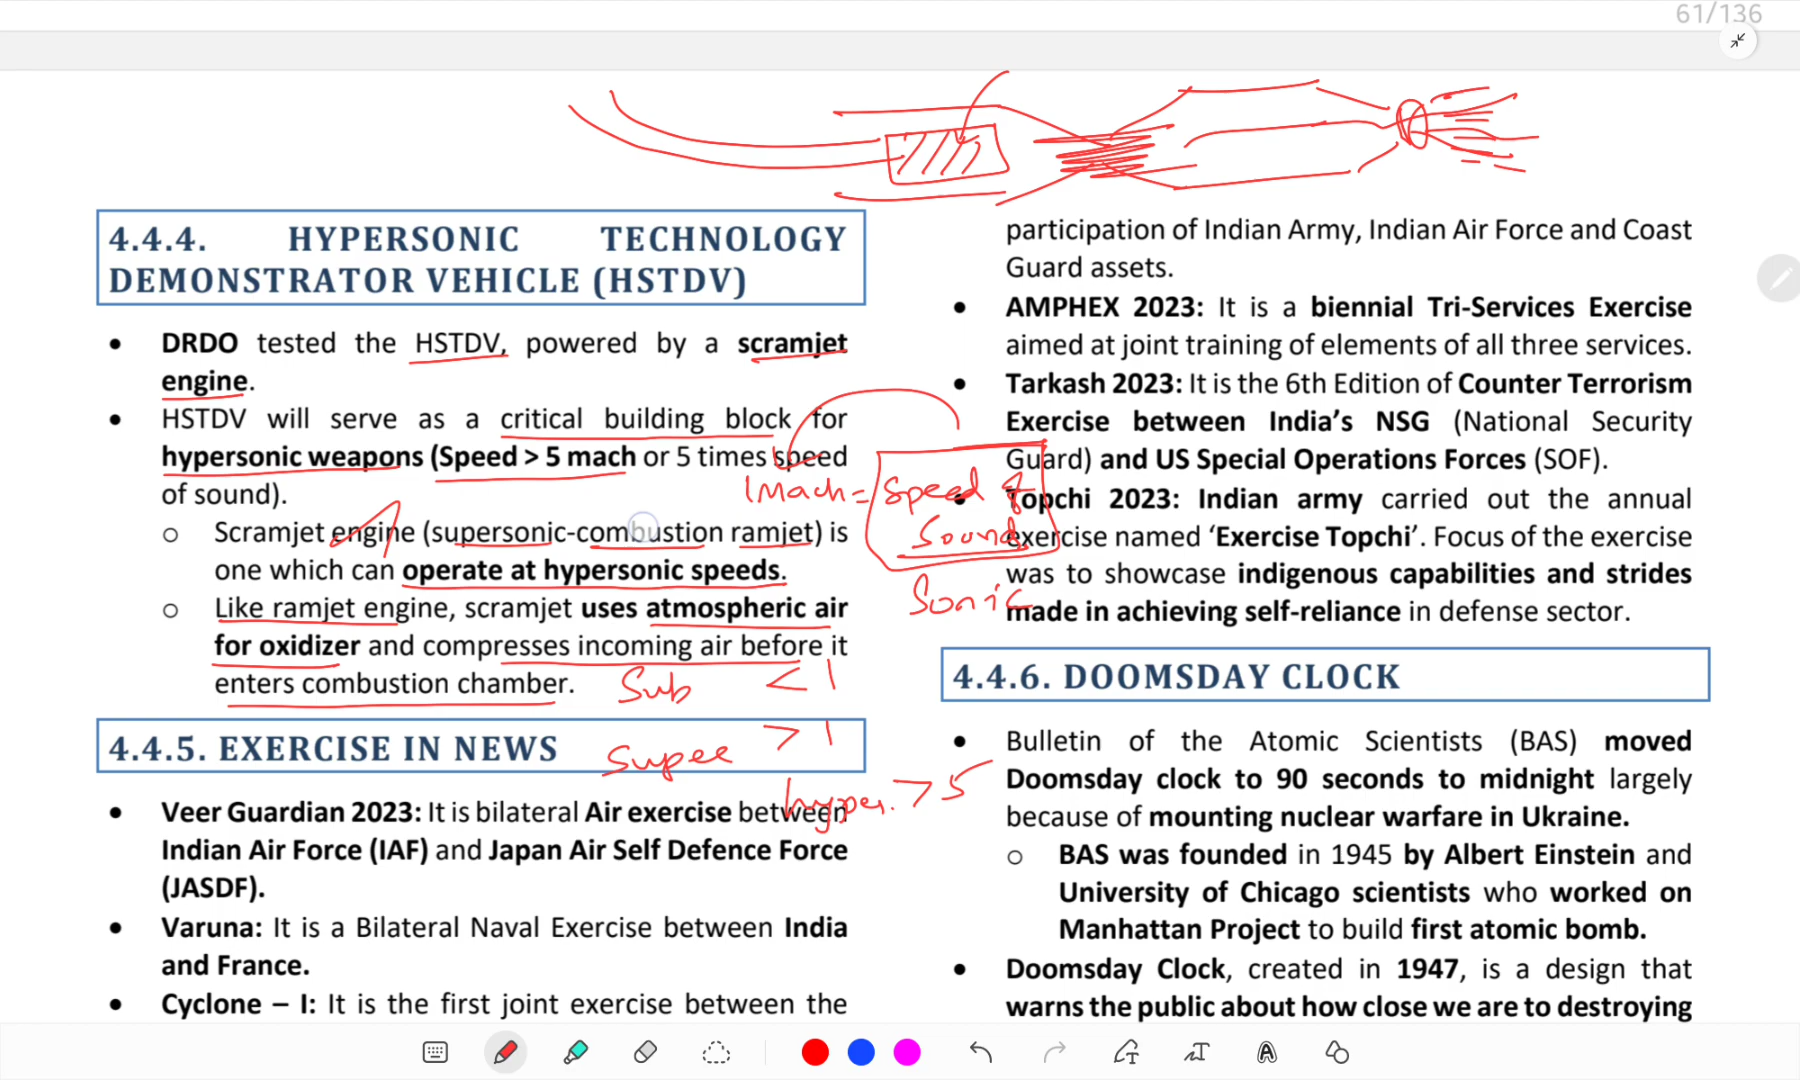 61/136
4.4.4. HYPERSONIC TECHNOLOGY
DEMONSTRATOR VEHICLE (HSTDV)
• DRDO tested the HSTDV, powered by a scramjet
engine.
• HSTDV will serve as a critical building block for
hypersonic weapons (Speed > 5 mach or 5 times speed
of sound).
o Scramjet engine (supersonic-combustion ramjet) is
one which can operate at hypersonic speeds.
o Like ramjet engine, scramjet uses atmospheric air
for oxidizer and compresses incoming air before it
enters combustion chamber.
1 Mach = Speed of
Sound
Sonic
Sub < 1
Super > 1
hyper. > 5
4.4.5. EXERCISE IN NEWS
• Veer Guardian 2023: It is bilateral Air exercise between
Indian Air Force (IAF) and Japan Air Self Defence Force
(JASDF).
• Varuna: It is a Bilateral Naval Exercise between India
and France.
• Cyclone – I: It is the first joint exercise between the
participation of Indian Army, Indian Air Force and Coast
Guard assets.
• AMPHEX 2023: It is a biennial Tri-Services Exercise
aimed at joint training of elements of all three services.
• Tarkash 2023: It is the 6th Edition of Counter Terrorism
Exercise between India's NSG (National Security
Guard) and US Special Operations Forces (SOF).
• Topchi 2023: Indian army carried out the annual
exercise named 'Exercise Topchi'. Focus of the exercise
was to showcase indigenous capabilities and strides
made in achieving self-reliance in defense sector.
4.4.6. DOOMSDAY CLOCK
• Bulletin of the Atomic Scientists (BAS) moved
Doomsday clock to 90 seconds to midnight largely
because of mounting nuclear warfare in Ukraine.
o BAS was founded in 1945 by Albert Einstein and
University of Chicago scientists who worked on
Manhattan Project to build first atomic bomb.
• Doomsday Clock, created in 1947, is a design that
warns the public about how close we are to destroying